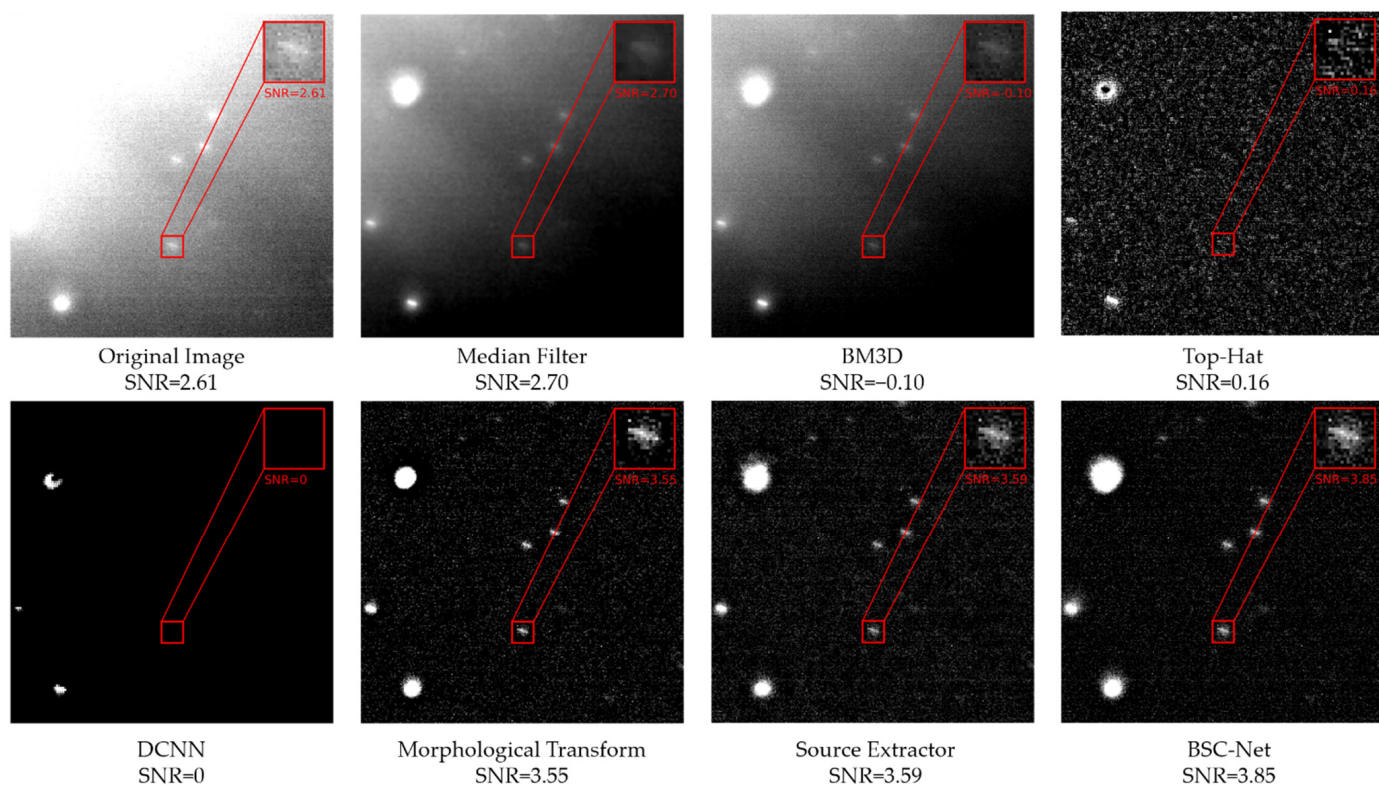 SNR=2.61
SNR=2.70
SNR=-0.10
SNR=0.16
Original Image
SNR=2.61
Median Filter
SNR=2.70
BM3D
SNR=−0.10
Top-Hat
SNR=0.16
SNR=0
SNR=3.55
SNR=3.59
SNR=3.85
DCNN
SNR=0
Morphological Transform
SNR=3.55
Source Extractor
SNR=3.59
BSC-Net
SNR=3.85